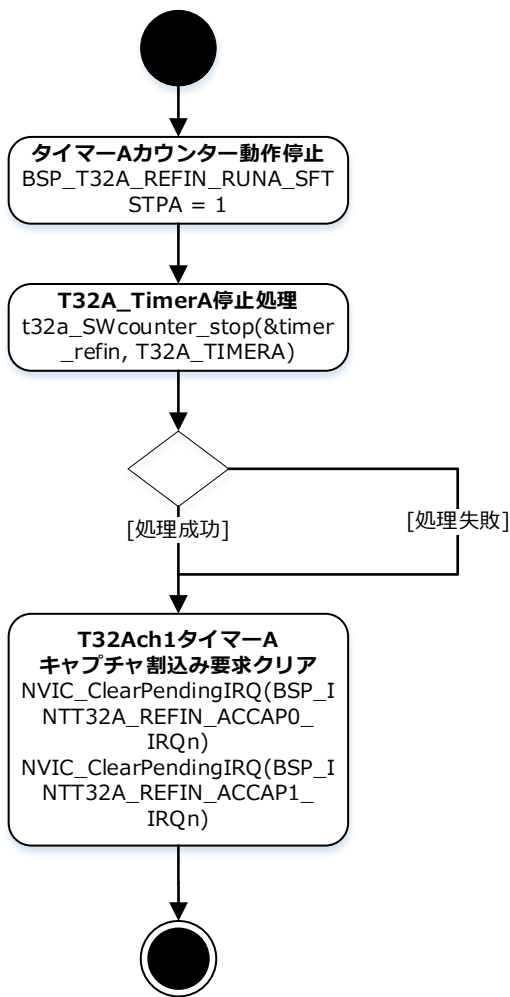 タイマーAカウンター動作停止
BSP_T32A_REFIN_RUNA_SFT
STPA = 1
T32A_TimerA停止処理
t32a_SWcounter_stop(&timer
_refin, T32A_TIMERA)
[処理成功]
[処理失敗]
T32Ach1タイマーA
キャプチャ割込み要求クリア
NVIC_ClearPendingIRQ(BSP_I
NTT32A_REFIN_ACCAP0_
IRQn)
NVIC_ClearPendingIRQ(BSP_I
NTT32A_REFIN_ACCAP1_
IRQn)